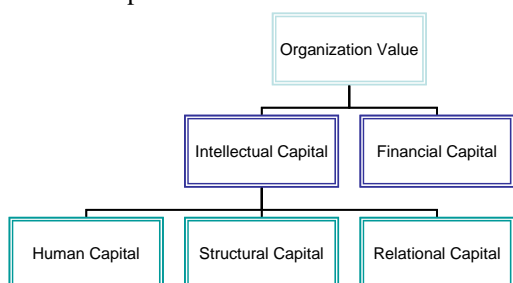 Organization Value
Intellectual Capital
Financial Capital
Human Capital
Structural Capital
Relational Capital